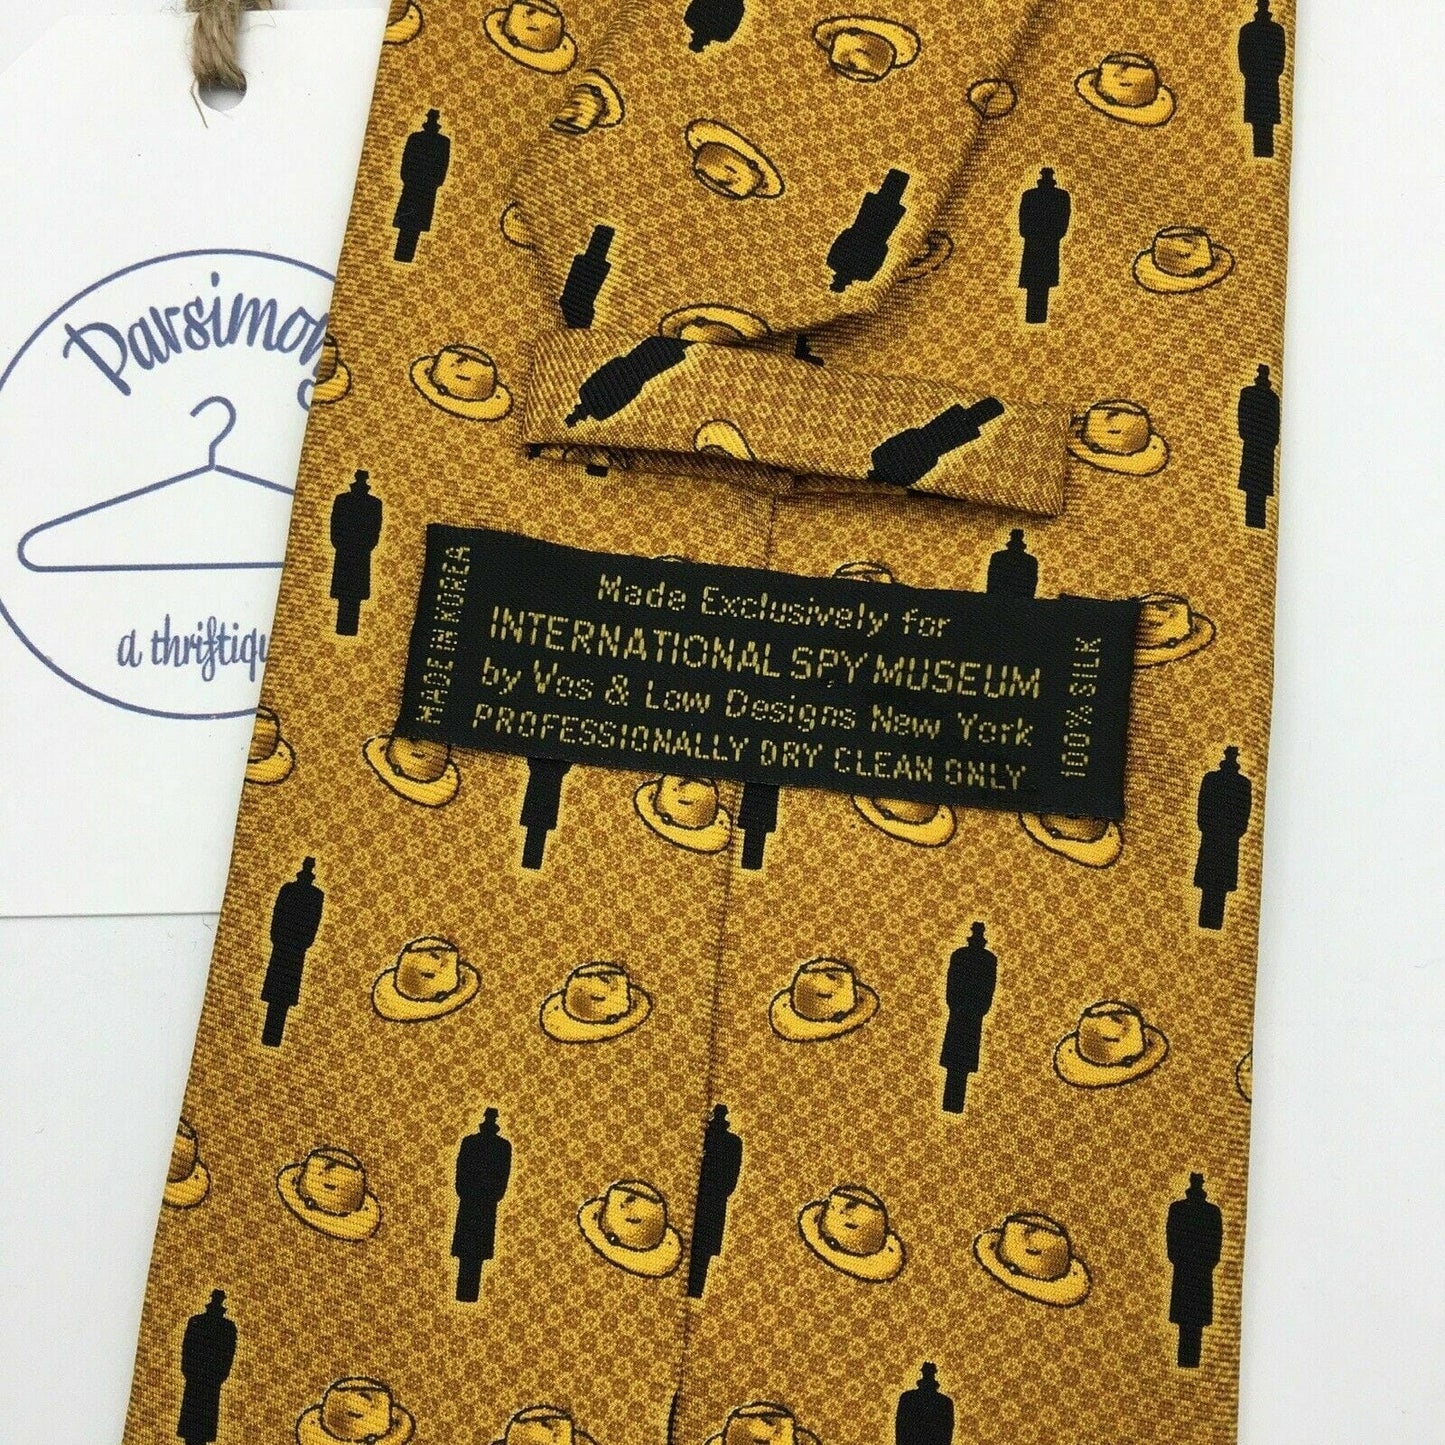 Parsimony
a thriftique
MADE IN KOREA
Made Exclusively for
INTERNATIONAL SPY MUSEUM
by Vos & Law Designs New York
PROFESSIONALLY DRY CLEAN ONLY
100% SILK